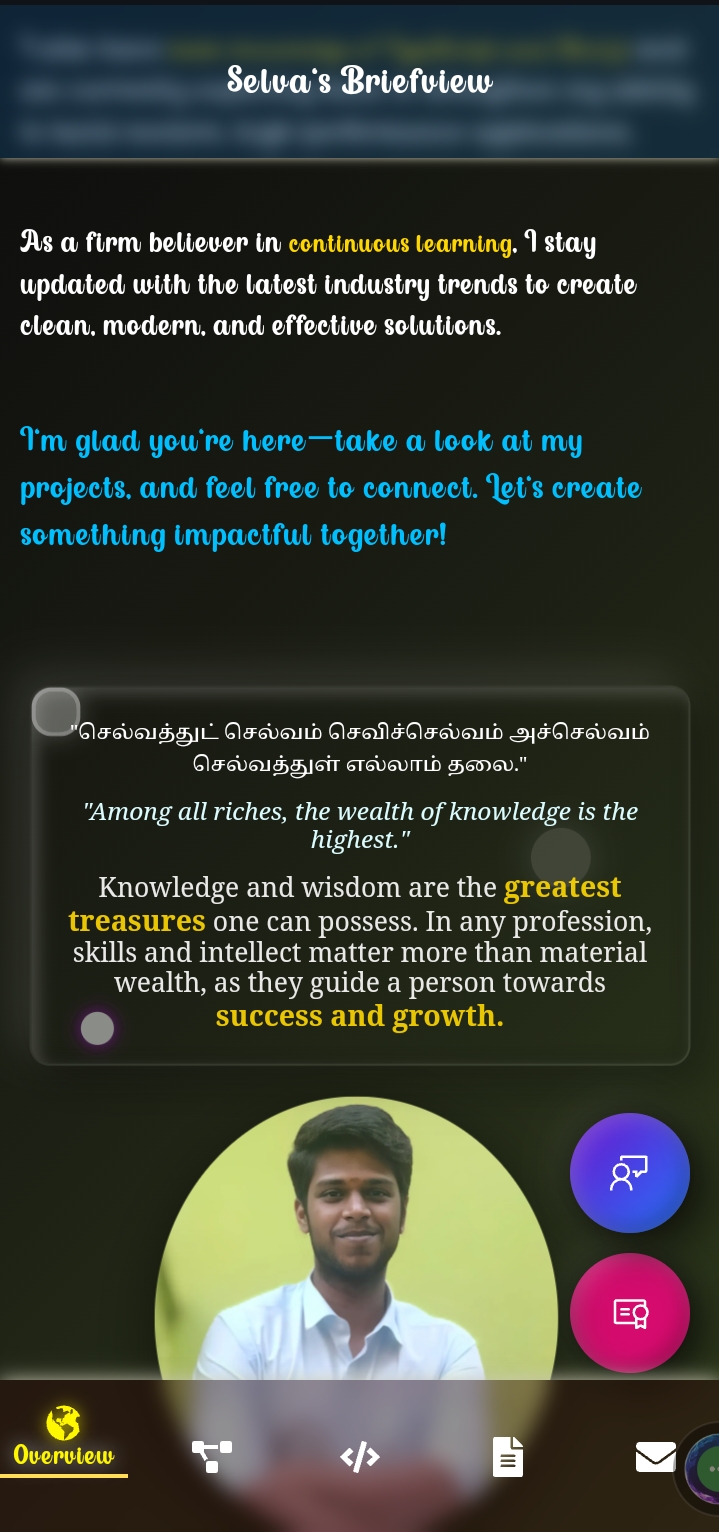 Selva's Briefview
As a firm believer in continuous learning, I stay
updated with the latest industry trends to create
clean, modern, and effective solutions.
I'm glad you're here—take a look at my
projects, and feel free to connect. Let's create
something impactful together!
"செல்வத்துட் செல்வம் செவிச்செல்வம் அச்செல்வம்
செல்வத்துள் எல்லாம் தலை."
"Among all riches, the wealth of knowledge is the
highest."
Knowledge and wisdom are the greatest
treasures one can possess. In any profession,
skills and intellect matter more than material
wealth, as they guide a person towards
success and growth.
Overview